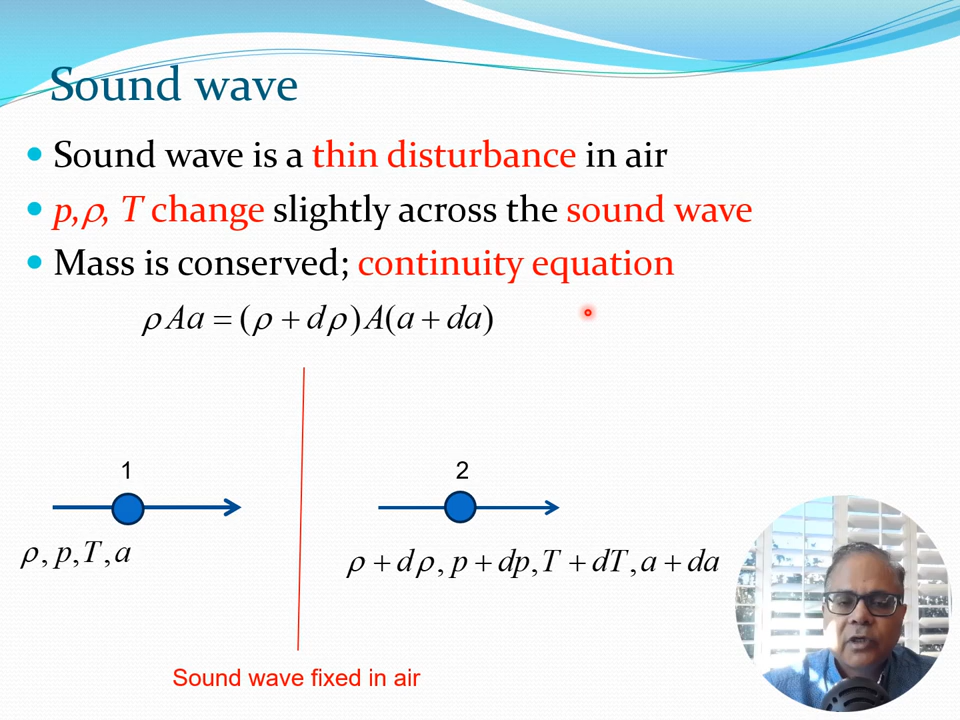 Sound wave
• Sound wave is a thin disturbance in air
• p,ρ, T change slightly across the sound wave
• Mass is conserved; continuity equation
ρAa = (ρ + dρ)A(a + da)
1
2
ρ, p,T,a
ρ + dρ, p + dp,T + dT,a + da
Sound wave fixed in air